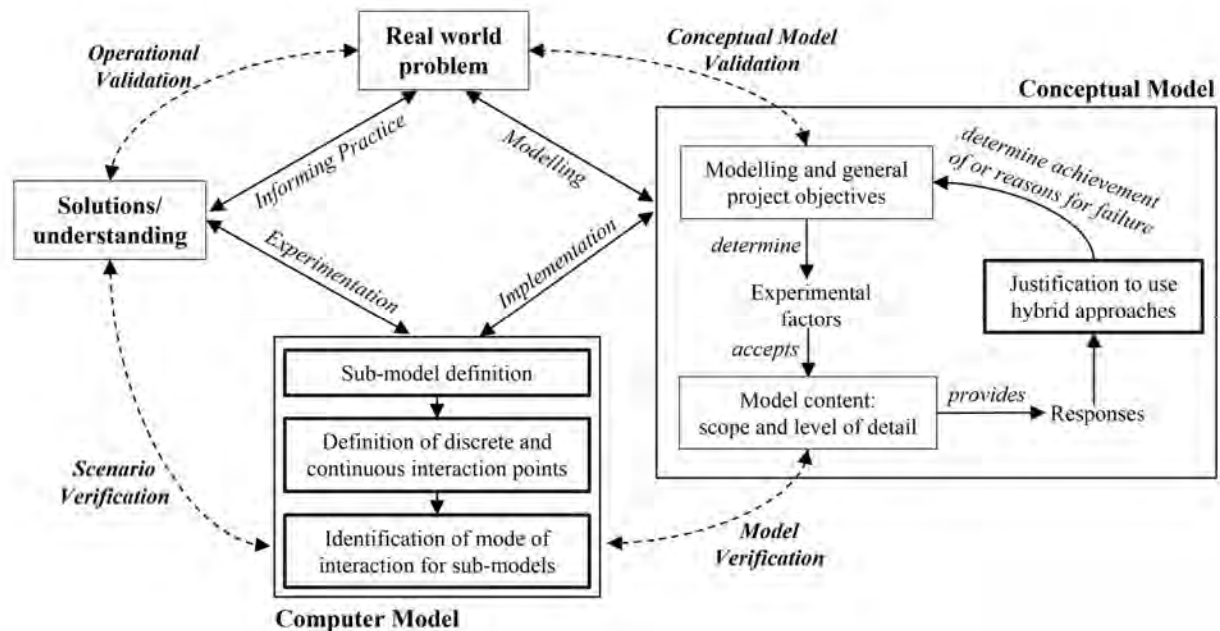 Real world
problem
Operational
Validation
Conceptual Model
Validation
Conceptual Model
Informing Practice
Modelling
Solutions/
understanding
Experimentation
Implementation
Modelling and general
project objectives
determine achievement
of or reasons for failure
determine
Experimental
factors
Justification to use
hybrid approaches
accepts
Model content:
scope and level of detail
provides
Responses
Sub-model definition
Definition of discrete and
continuous interaction points
Identification of mode of
interaction for sub-models
Scenario
Verification
Model
Verification
Computer Model